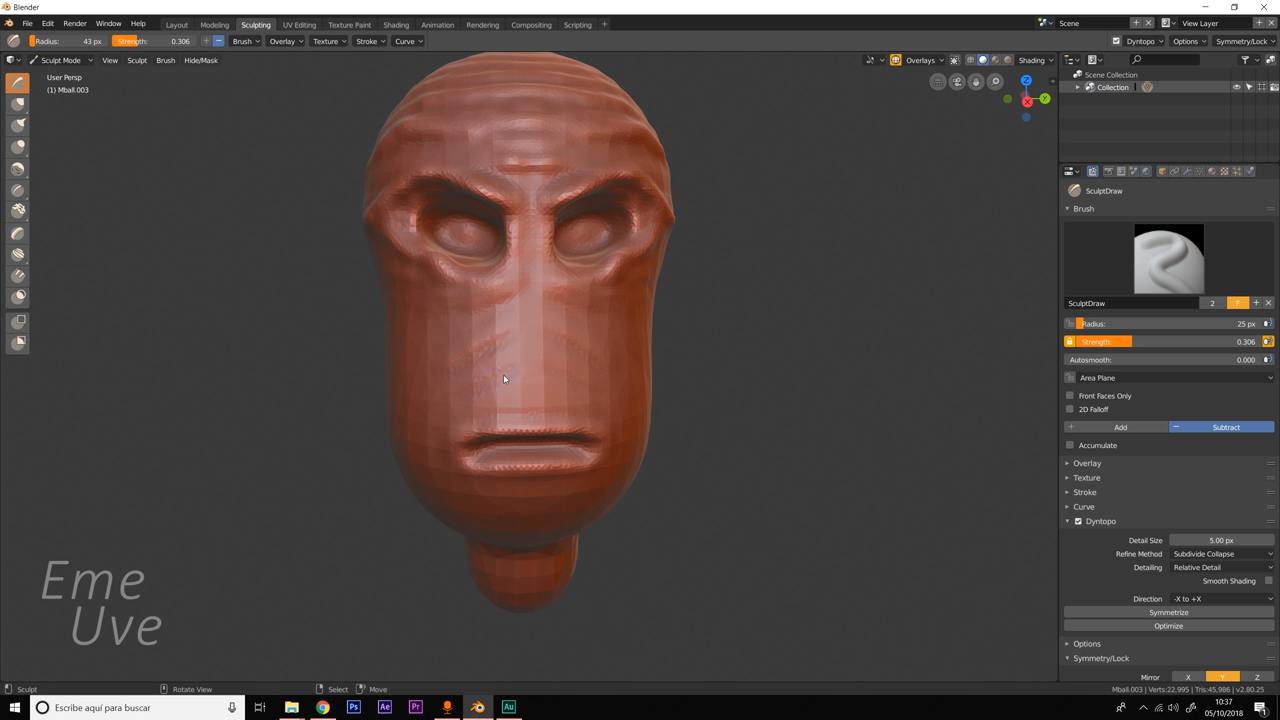 Blender
File Edit Render Window Help
Layout Modeling Sculpting UV Editing Texture Paint Shading Animation Rendering Compositing Scripting +
Scene
View Layer
Radius: 43 px Strength: 0.306 Brush Overlay Texture Stroke Curve
Dyntopo Options Symmetry/Lock
Sculpt Mode View Sculpt Brush Hide/Mask
Overlays Shading
User Persp
(1) Mball.003
Z
Y
X
Scene Collection
Collection
SculptDraw
Brush
SculptDraw 2 F
Radius: 25 px
Strength: 0.306
Autosmooth: 0.000
Area Plane
Front Faces Only
2D Falloff
Add Subtract
Accumulate
Overlay
Texture
Stroke
Curve
Dyntopo
Detail Size 5.00 px
Refine Method Subdivide Collapse
Detailing Relative Detail
Smooth Shading
Direction -X to +X
Symmetrize
Optimize
Options
Symmetry/Lock
Mirror X Y Z
Eme
Uve
Sculpt Rotate View Select Move
Mball.003 | Verts:22,995 | Tris:45,986 | v2.80.25
Escribe aquí para buscar
Ps Ae Pr Au
10:37
05/10/2018